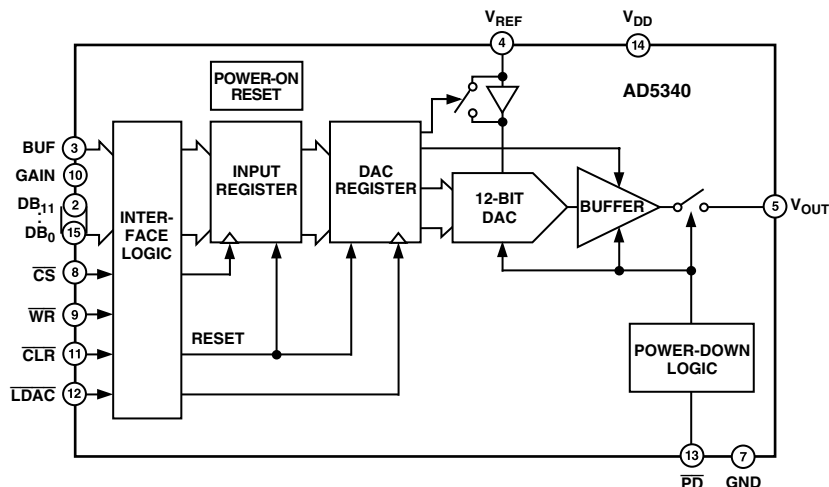 VREF
VDD
4
14
POWER-ON
RESET
AD5340
BUF 3
GAIN 10
DB11 2
.
.
DB0 15
CS 8
WR 9
CLR 11
LDAC 12
INTER-
FACE
LOGIC
INPUT
REGISTER
DAC
REGISTER
12-BIT
DAC
BUFFER
5 VOUT
RESET
POWER-DOWN
LOGIC
13
7
PD
GND